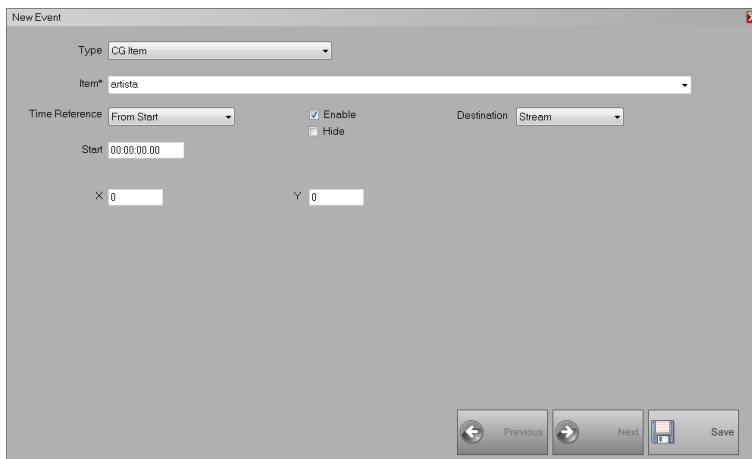 New Event
Type CG Item
Item* artista
Time Reference From Start Enable Destination Stream
Hide
Start 00:00:00.00
X 0 Y 0
Previous Next Save